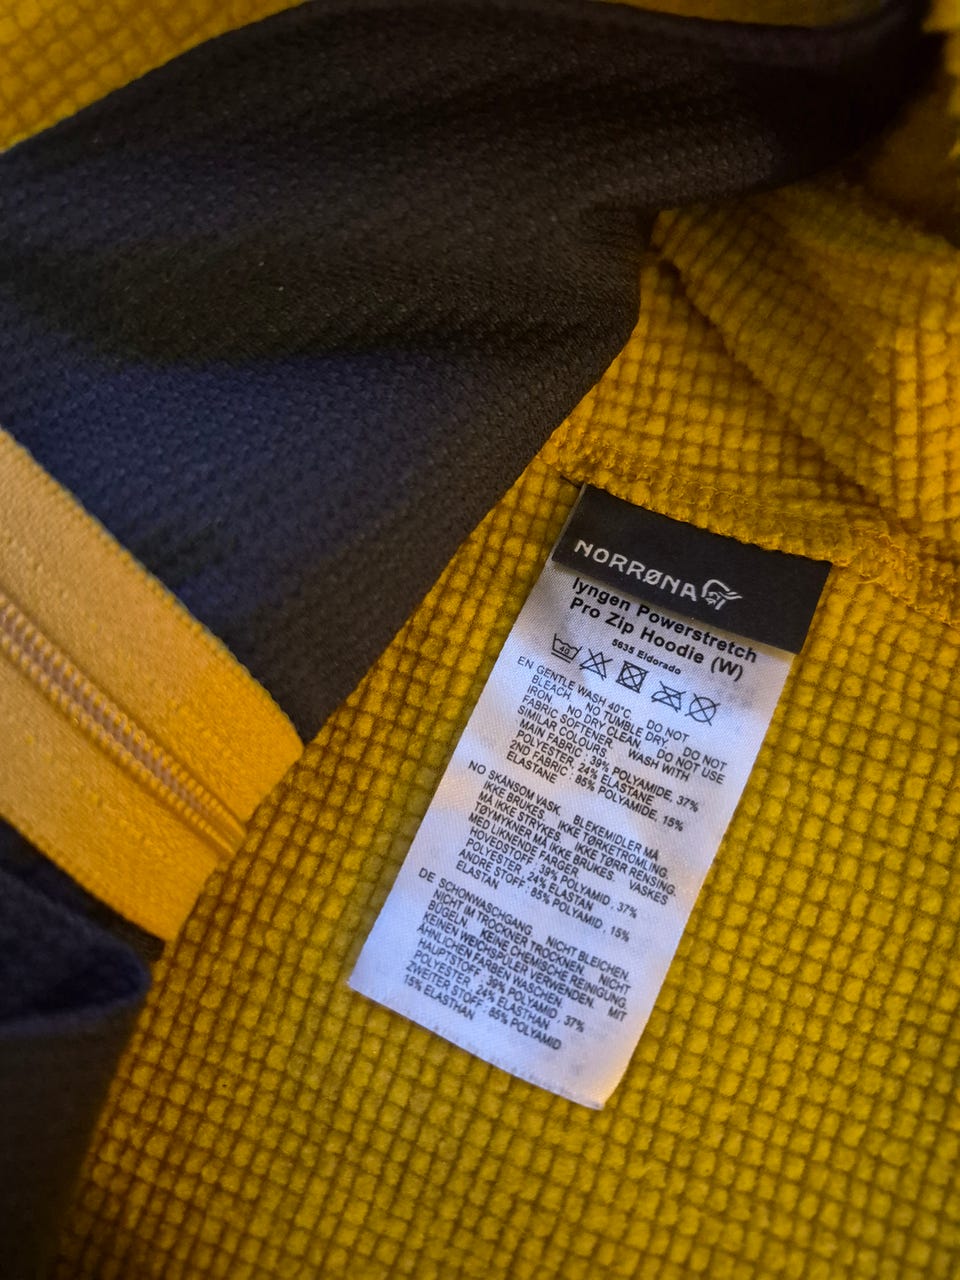 NORRØNA
lyngen Powerstretch
Pro Zip Hoodie (W)
5635 Eldorado
40
EN GENTLE WASH 40°C. DO NOT
BLEACH. NO TUMBLE DRY. DO NOT
IRON. NO DRY CLEAN. DO NOT USE
FABRIC SOFTENER. WASH WITH
SIMILAR COLOURS.
MAIN FABRIC : 39% POLYAMIDE, 37%
POLYESTER, 24% ELASTANE
2ND FABRIC : 85% POLYAMIDE, 15%
ELASTANE
NO SKÅNSOM VASK. BLEKEMIDLER MÅ
IKKE BRUKES. IKKE TØRKETROMLING.
MÅ IKKE STRYKES. IKKE TØRR RENSING.
TØYMYKNER MÅ IKKE BRUKES. VASKES
MED LIKNENDE FARGER.
HOVEDSTOFF : 39% POLYAMID , 37%
POLYESTER , 24% ELASTAN
ANDRE STOFF : 85% POLYAMID , 15%
ELASTAN
DE SCHONWASCHGANG. NICHT BLEICHEN.
NICHT IM TROCKNER TROCKNEN. NICHT
BÜGELN. KEINE CHEMISCHE REINIGUNG.
KEINEN WEICHSPÜLER VERWENDEN. MIT
ÄHNLICHEN FARBEN WASCHEN.
HAUPTSTOFF : 39% POLYAMID , 37%
POLYESTER , 24% ELASTHAN
ZWEITER STOFF : 85% POLYAMID
15% ELASTHAN